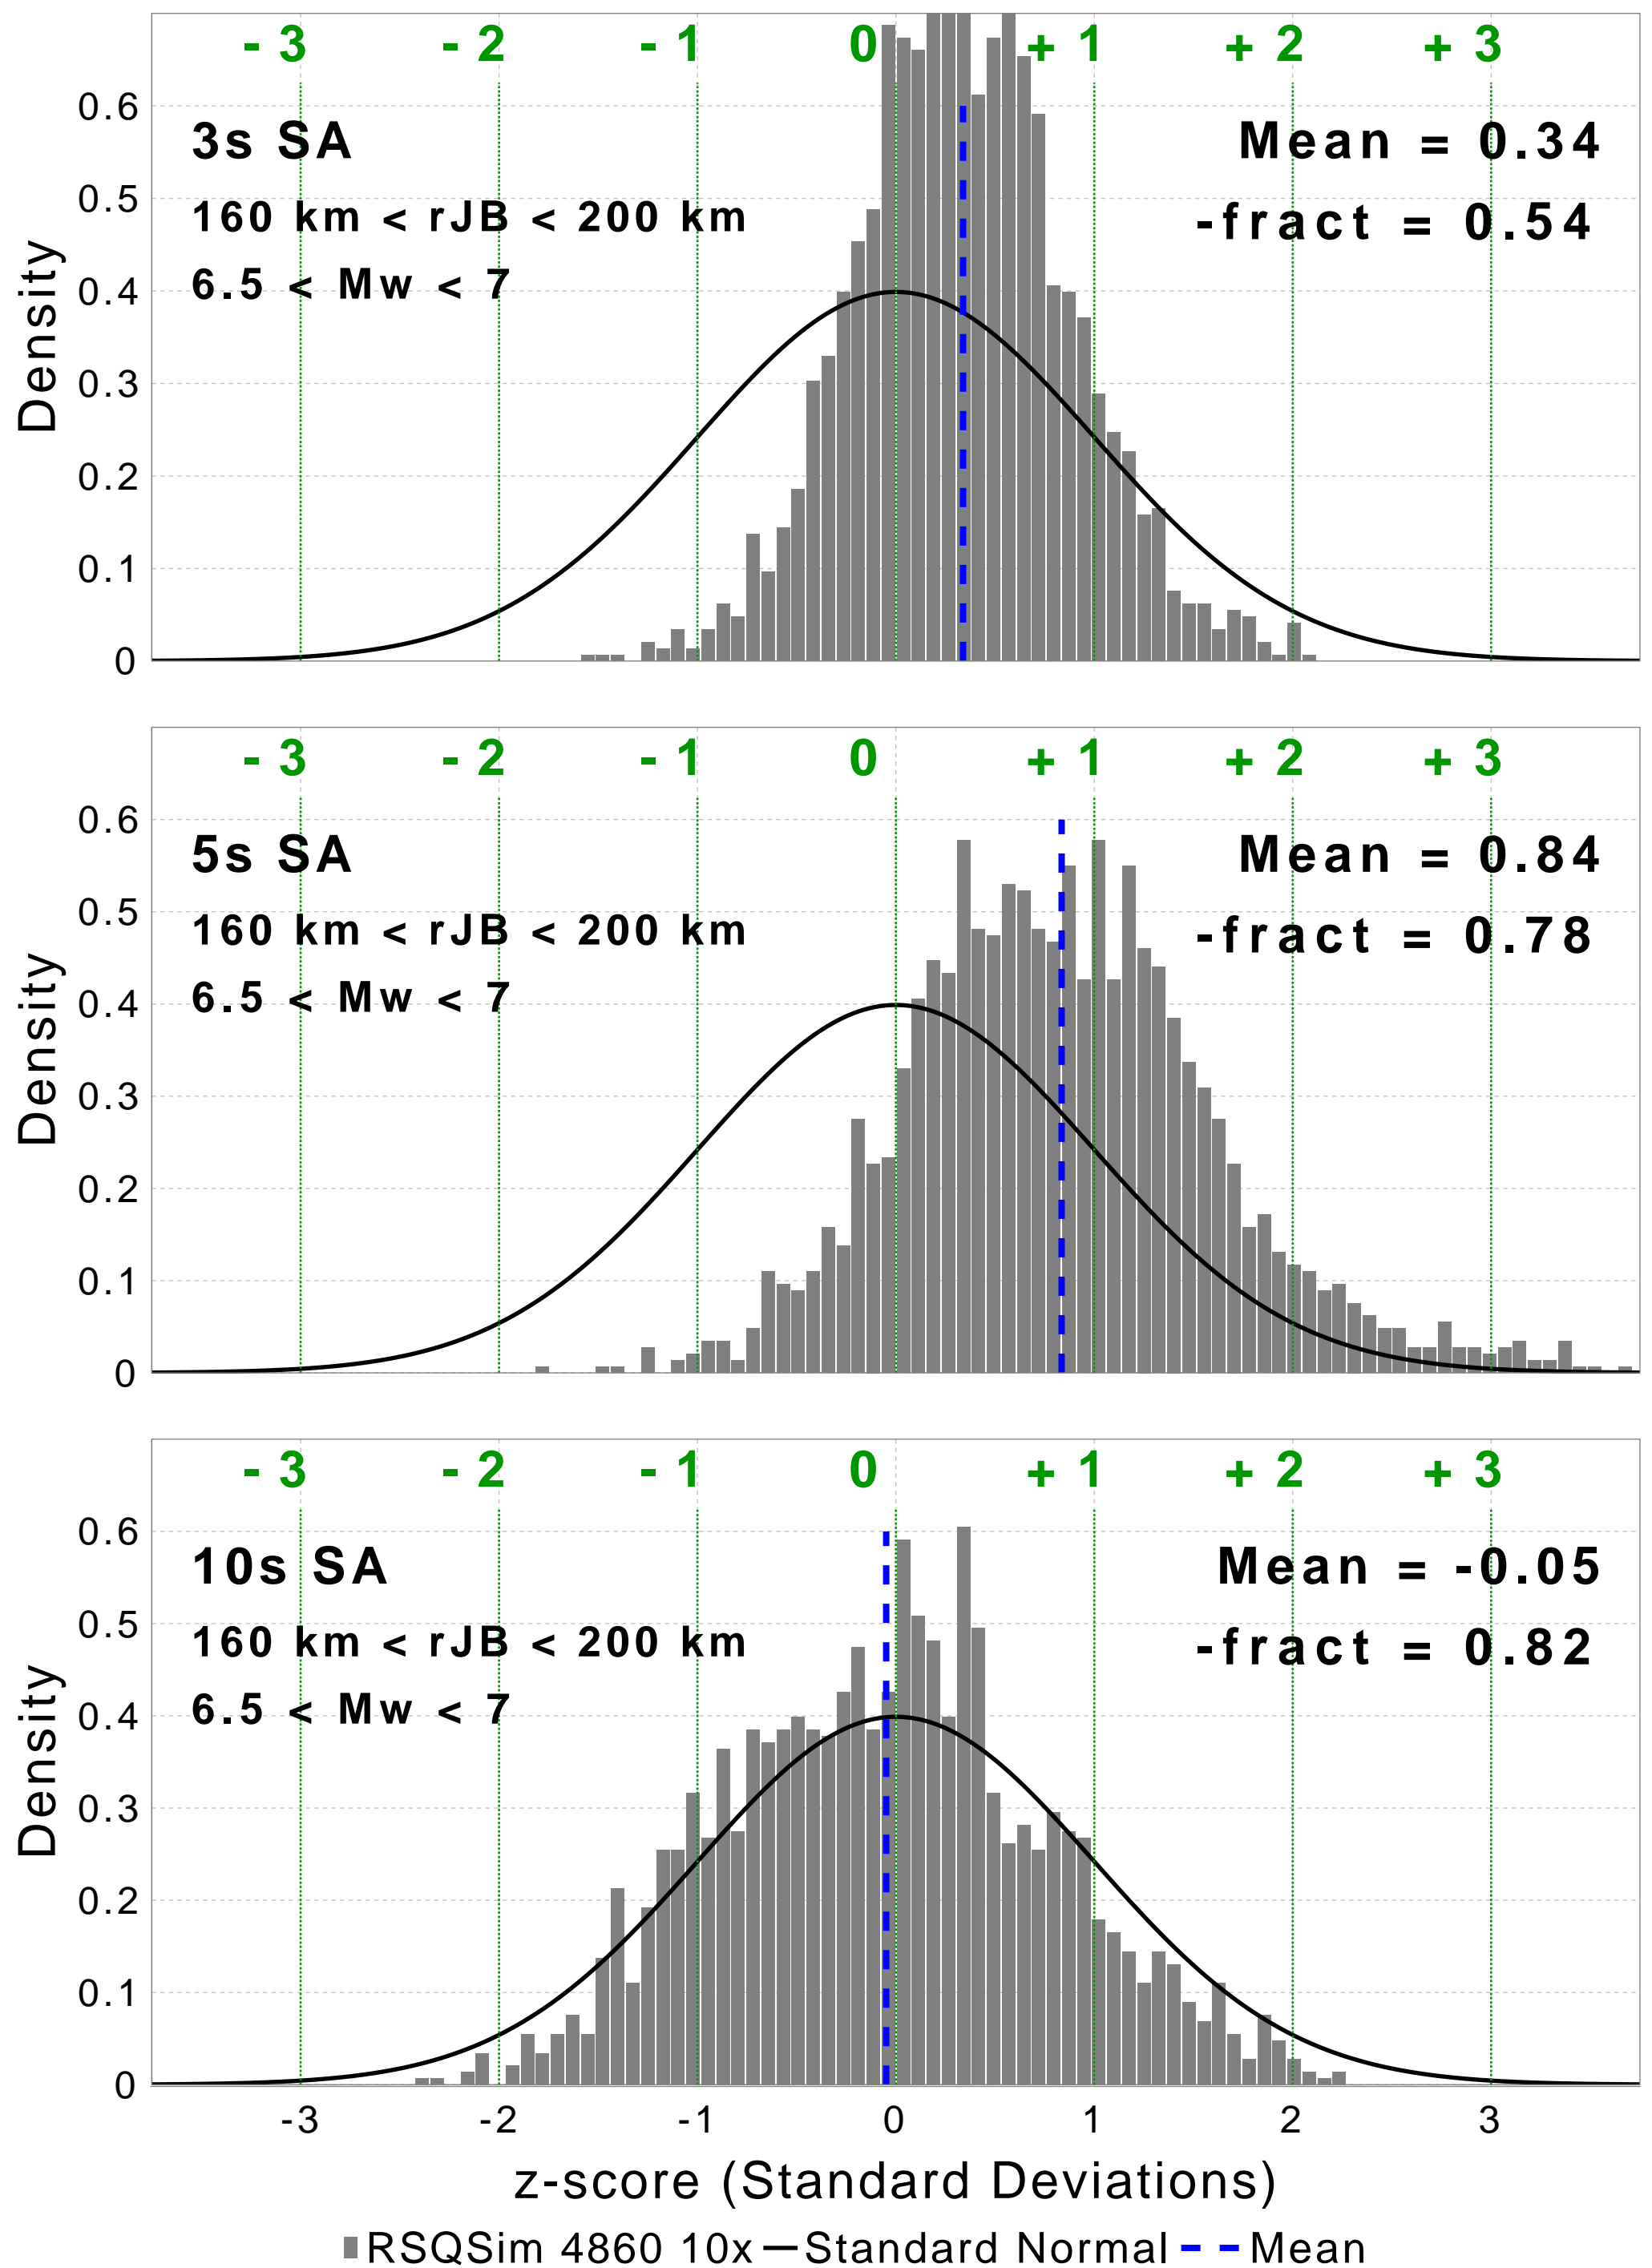 - 3 - 2 - 1 0 + 1 + 2 + 3
0.6
3s SA Mean = 0.34
0.5
160 km < rJB < 200 km -fract = 0.54
6.5 < Mw < 7
0.4
Density
0.3
0.2
0.1
0
- 3 - 2 - 1 0 + 1 + 2 + 3
0.6
5s SA Mean = 0.84
0.5
160 km < rJB < 200 km -fract = 0.78
6.5 < Mw < 7
0.4
Density
0.3
0.2
0.1
0
- 3 - 2 - 1 0 + 1 + 2 + 3
0.6
10s SA Mean = -0.05
0.5
160 km < rJB < 200 km -fract = 0.82
6.5 < Mw < 7
0.4
Density
0.3
0.2
0.1
0
-3 -2 -1 0 1 2 3
z-score (Standard Deviations)
RSQSim 4860 10x Standard Normal Mean